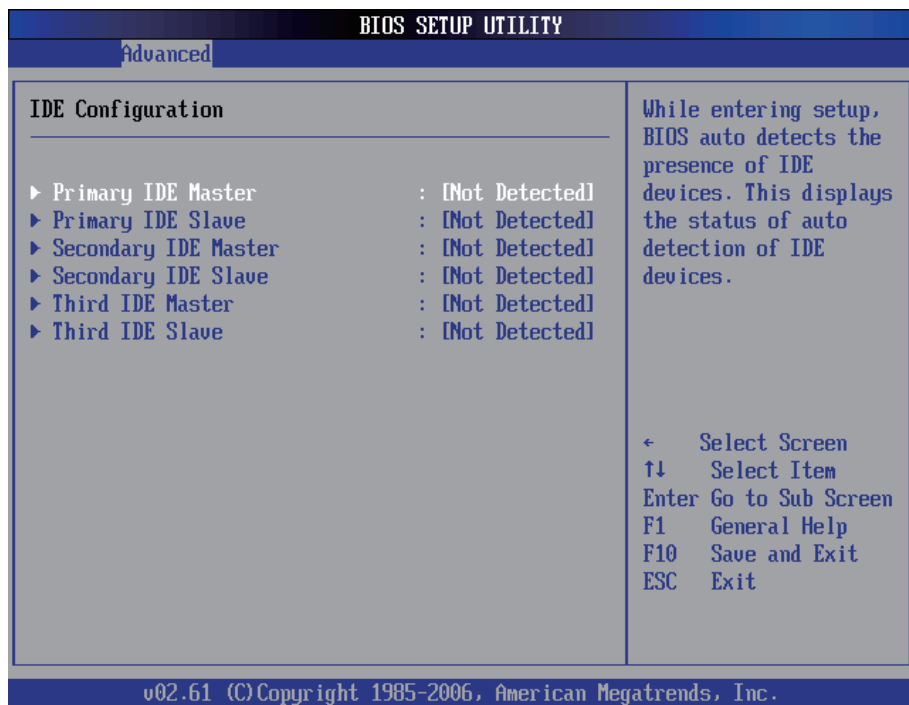 BIOS SETUP UTILITY
Advanced
IDE Configuration
▶ Primary IDE Master : [Not Detected]
▶ Primary IDE Slave : [Not Detected]
▶ Secondary IDE Master : [Not Detected]
▶ Secondary IDE Slave : [Not Detected]
▶ Third IDE Master : [Not Detected]
▶ Third IDE Slave : [Not Detected]
While entering setup,
BIOS auto detects the
presence of IDE
devices. This displays
the status of auto
detection of IDE
devices.
← Select Screen
↑↓ Select Item
Enter Go to Sub Screen
F1 General Help
F10 Save and Exit
ESC Exit
v02.61 (C)Copyright 1985-2006, American Megatrends, Inc.